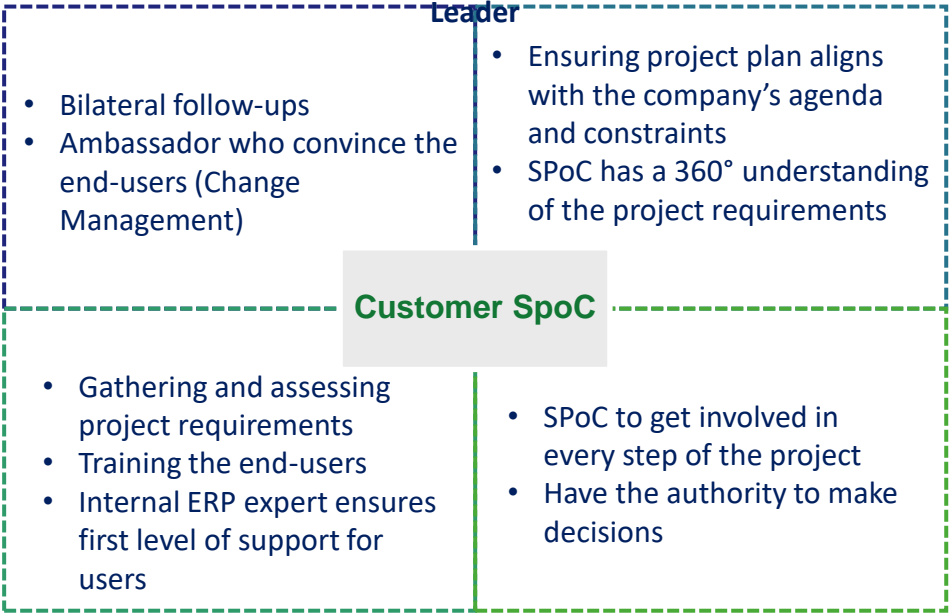 Leader
• Bilateral follow-ups
• Ambassador who convince the
end-users (Change
Management)
• Ensuring project plan aligns
with the company’s agenda
and constraints
• SPoC has a 360° understanding
of the project requirements
Customer SpoC
• Gathering and assessing
project requirements
• Training the end-users
• Internal ERP expert ensures
first level of support for
users
• SPoC to get involved in
every step of the project
• Have the authority to make
decisions